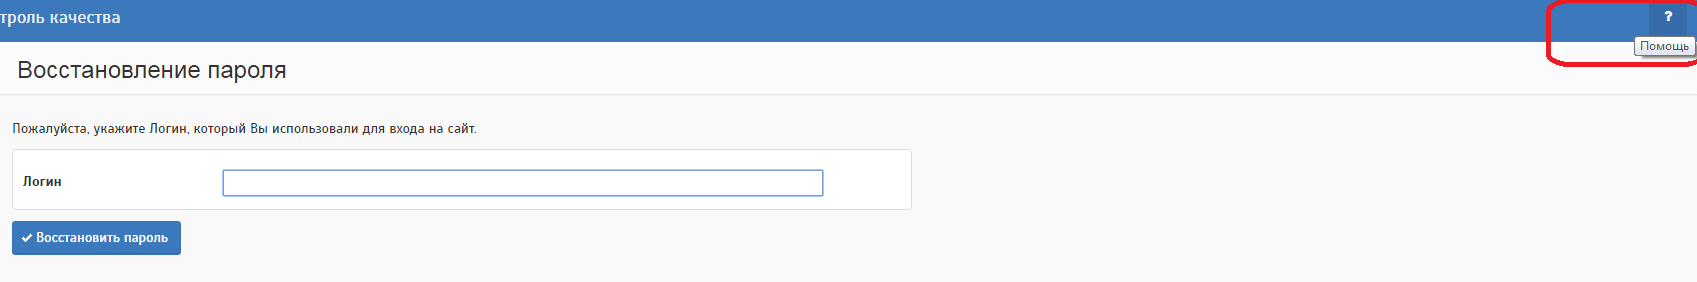 троль качества
?
Помощь
Восстановление пароля
Пожалуйста, укажите Логин, который Вы использовали для входа на сайт.
Логин
Восстановить пароль